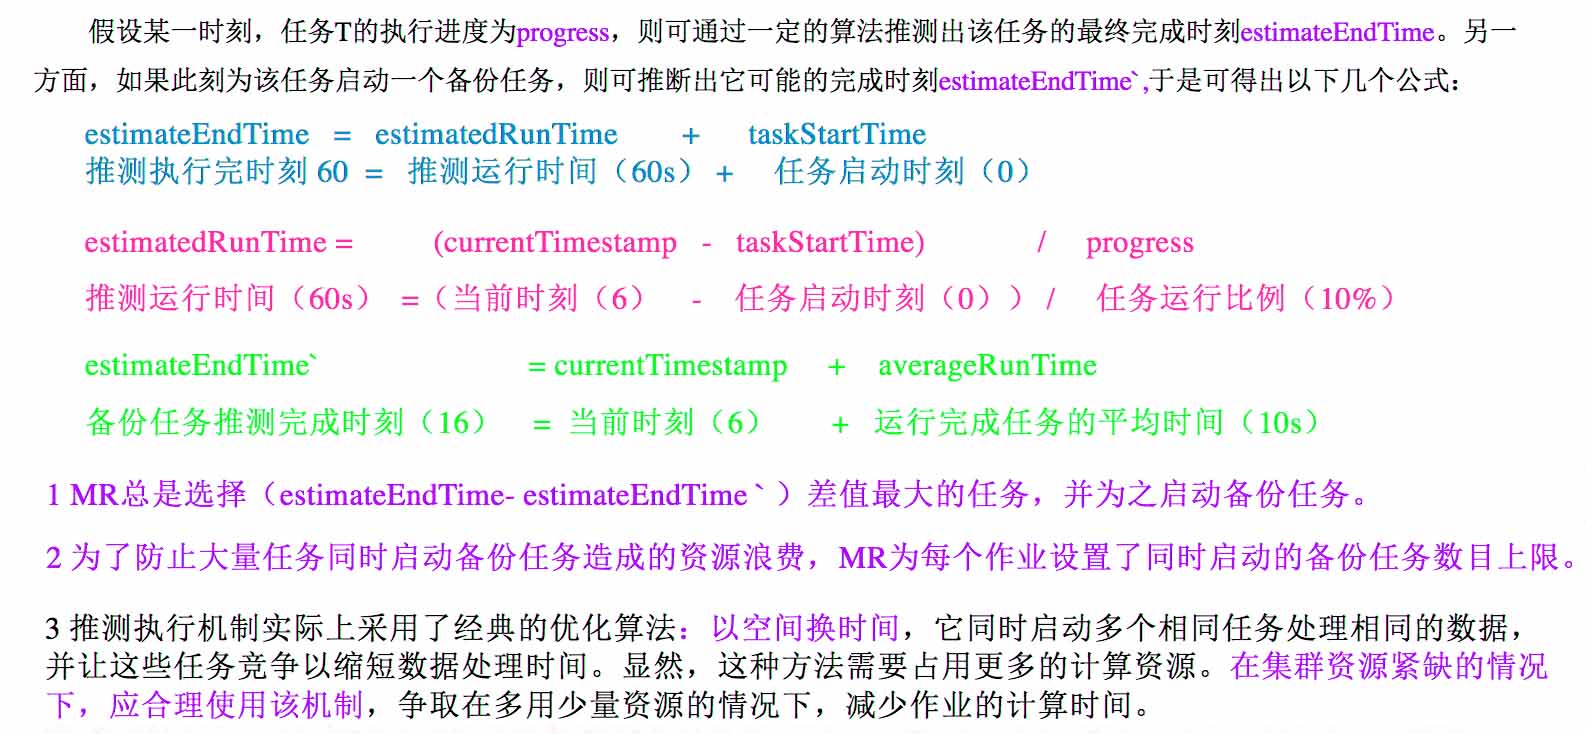 假设某一时刻，任务T的执行进度为progress，则可通过一定的算法推测出该任务的最终完成时刻estimateEndTime。另一
方面，如果此刻为该任务启动一个备份任务，则可推断出它可能的完成时刻estimateEndTime`,于是可得出以下几个公式：
estimateEndTime = estimatedRunTime + taskStartTime
推测执行完时刻 60 = 推测运行时间（60s） + 任务启动时刻（0）
estimatedRunTime = (currentTimestamp - taskStartTime) / progress
推测运行时间（60s） =（当前时刻（6） - 任务启动时刻（0）） / 任务运行比例（10%）
estimateEndTime` = currentTimestamp + averageRunTime
备份任务推测完成时刻（16） = 当前时刻（6） + 运行完成任务的平均时间（10s）
1 MR总是选择（estimateEndTime- estimateEndTime ` ）差值最大的任务，并为之启动备份任务。
2 为了防止大量任务同时启动备份任务造成的资源浪费，MR为每个作业设置了同时启动的备份任务数目上限。
3 推测执行机制实际上采用了经典的优化算法：以空间换时间，它同时启动多个相同任务处理相同的数据，
并让这些任务竞争以缩短数据处理时间。显然，这种方法需要占用更多的计算资源。在集群资源紧缺的情况
下，应合理使用该机制，争取在多用少量资源的情况下，减少作业的计算时间。